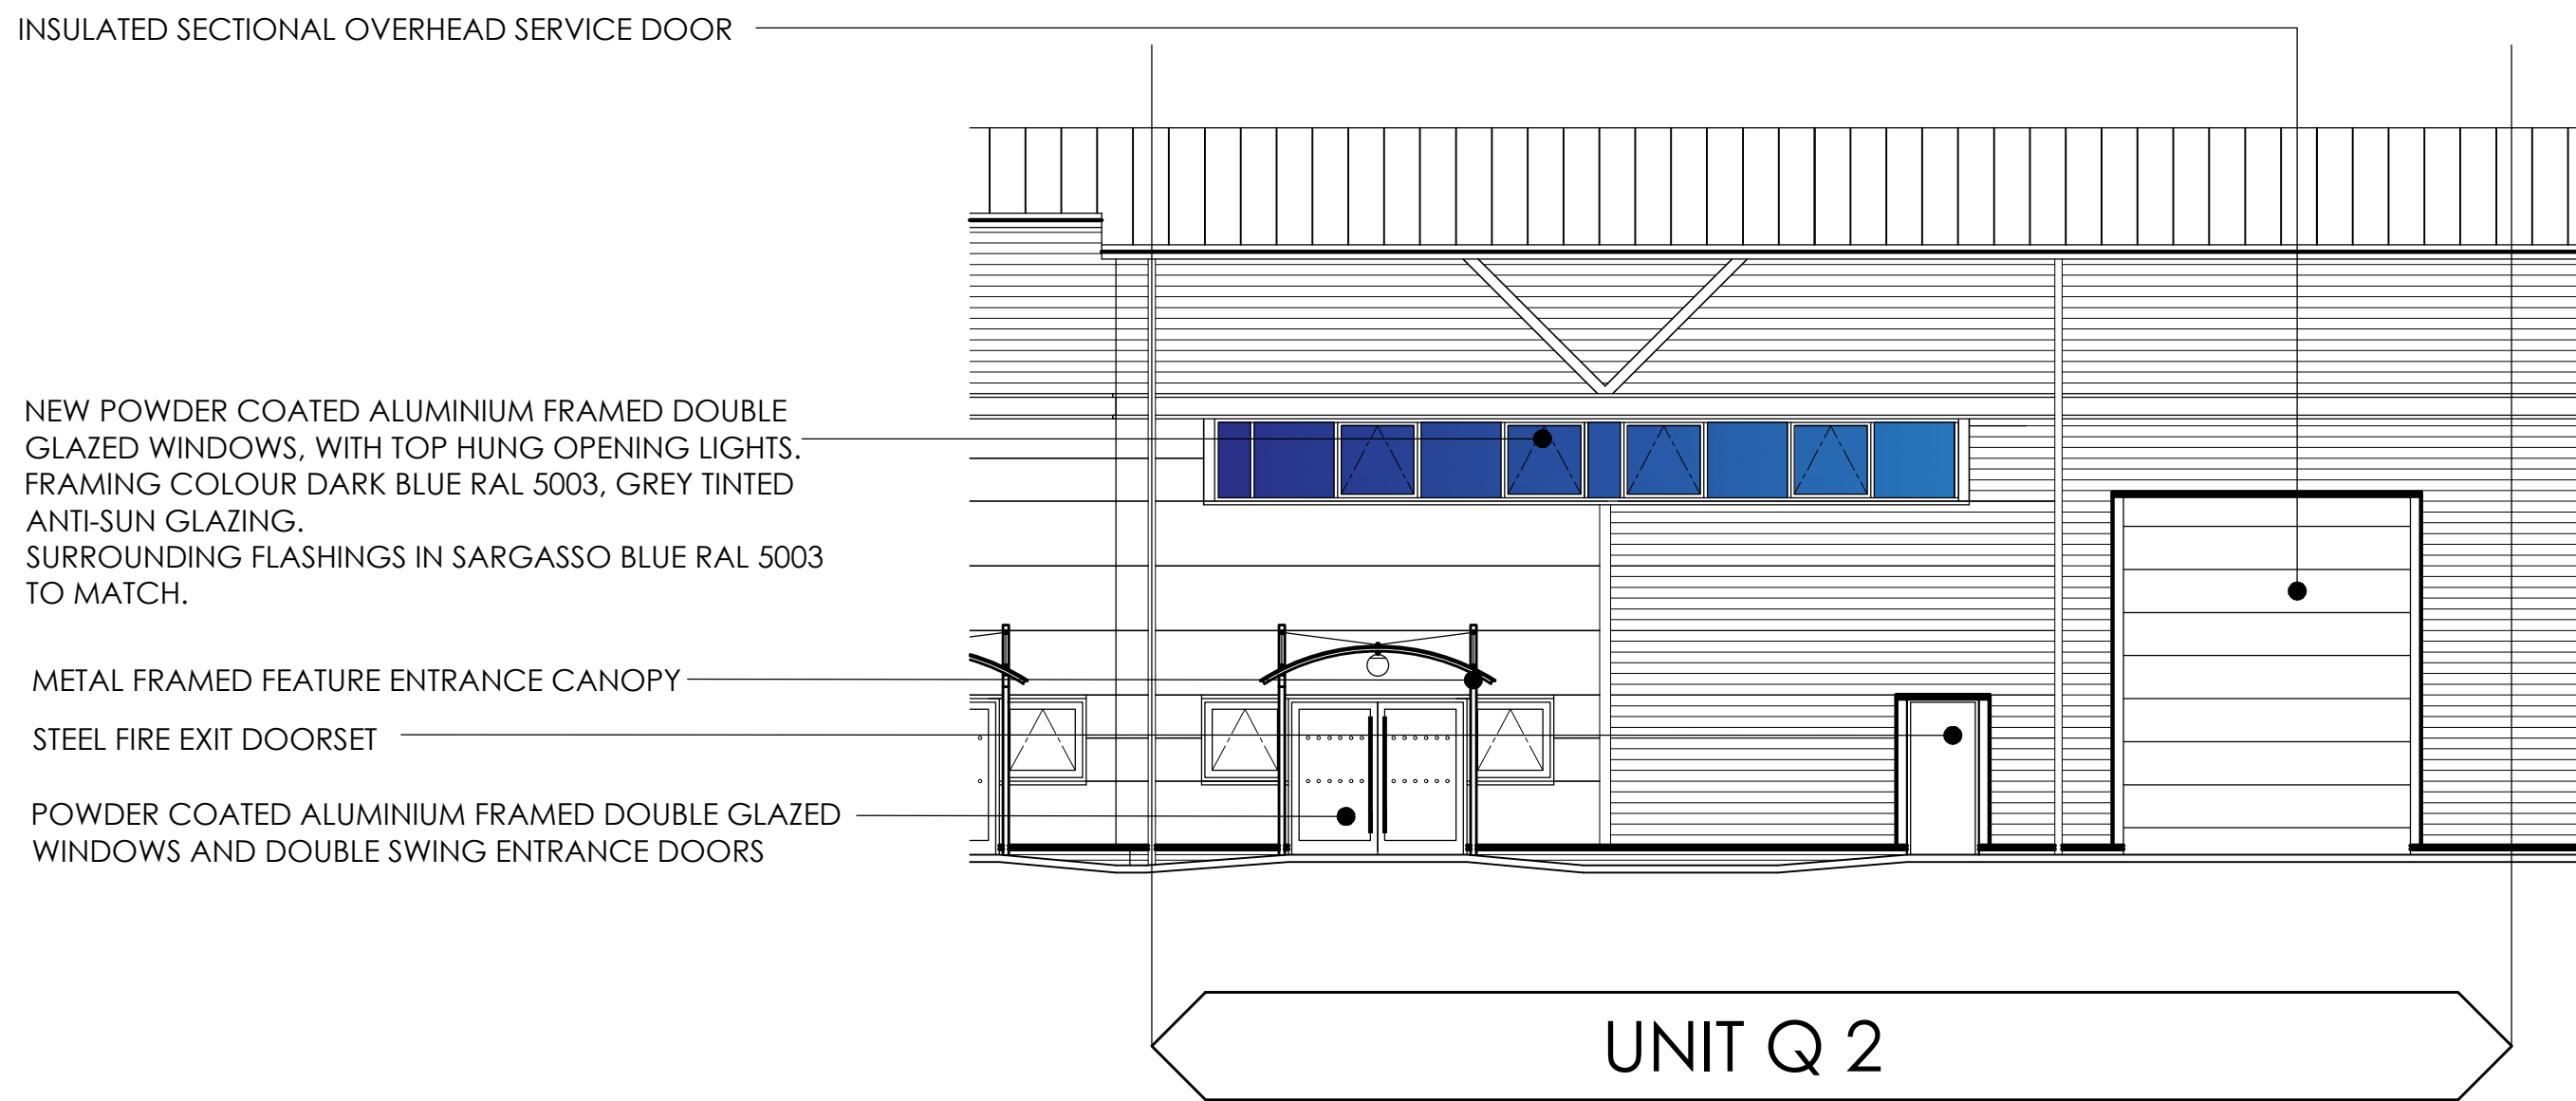 INSULATED SECTIONAL OVERHEAD SERVICE DOOR
NEW POWDER COATED ALUMINIUM FRAMED DOUBLE
GLAZED WINDOWS, WITH TOP HUNG OPENING LIGHTS.
FRAMING COLOUR DARK BLUE RAL 5003, GREY TINTED
ANTI-SUN GLAZING.
SURROUNDING FLASHINGS IN SARGASSO BLUE RAL 5003
TO MATCH.
METAL FRAMED FEATURE ENTRANCE CANOPY
STEEL FIRE EXIT DOORSET
POWDER COATED ALUMINIUM FRAMED DOUBLE GLAZED
WINDOWS AND DOUBLE SWING ENTRANCE DOORS
UNIT Q 2